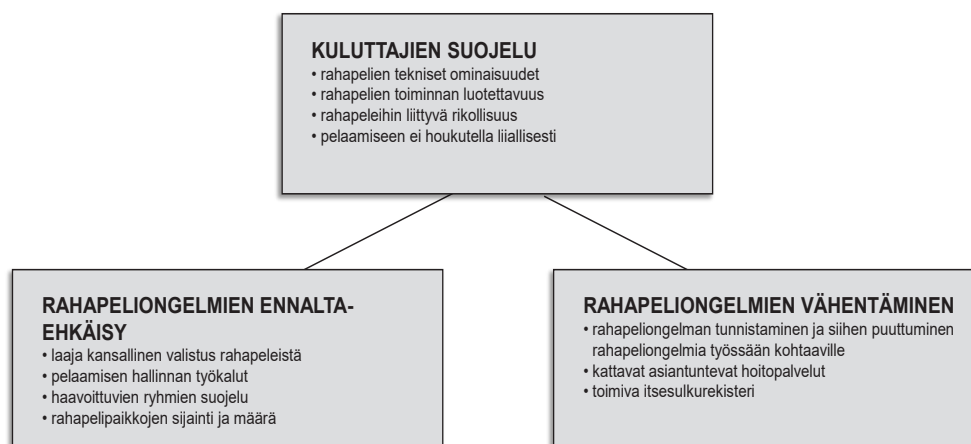 KULUTTAJIEN SUOJELU
• rahapelien tekniset ominaisuudet
• rahapelien toiminnan luotettavuus
• rahapeleihin liittyvä rikollisuus
• pelaamiseen ei houkutella liiallisesti
RAHAPELIONGELMIEN ENNALTA-
EHKÄISY
• laaja kansallinen valistus rahapeleistä
• pelaamisen hallinnan työkalut
• haavoittuvien ryhmien suojelu
• rahapelipaikkojen sijainti ja määrä
RAHAPELIONGELMIEN VÄHENTÄMINEN
• rahapeliongelman tunnistaminen ja siihen puuttuminen
rahapeliongelmia työssään kohtaaville
• kattavat asiantuntevat hoitopalvelut
• toimiva itsesulkurekisteri